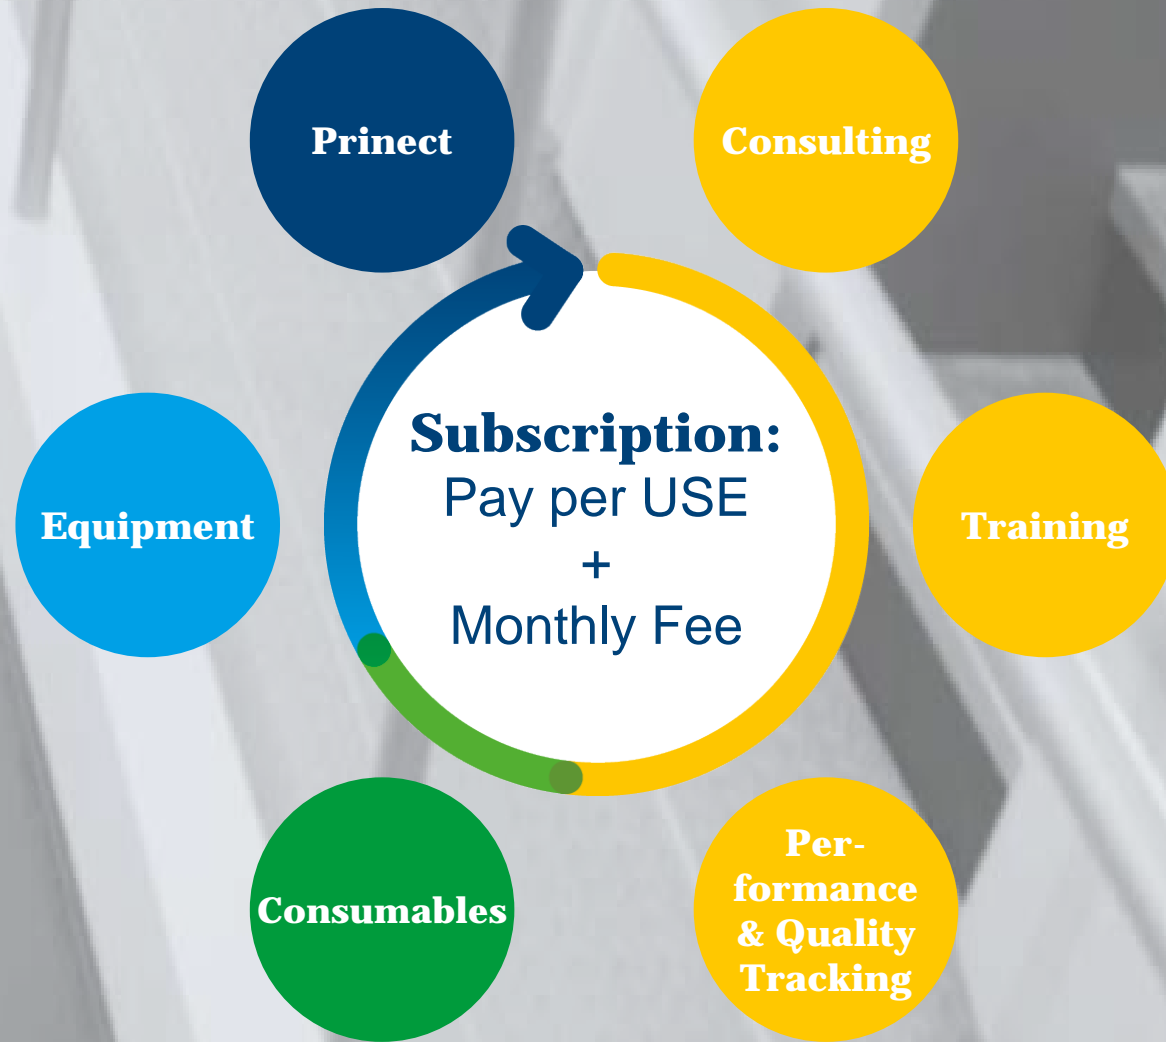 Prinect
Consulting
Subscription:
Pay per USE
+
Monthly Fee
Equipment
Training
Consumables
Per-
formance
& Quality
Tracking